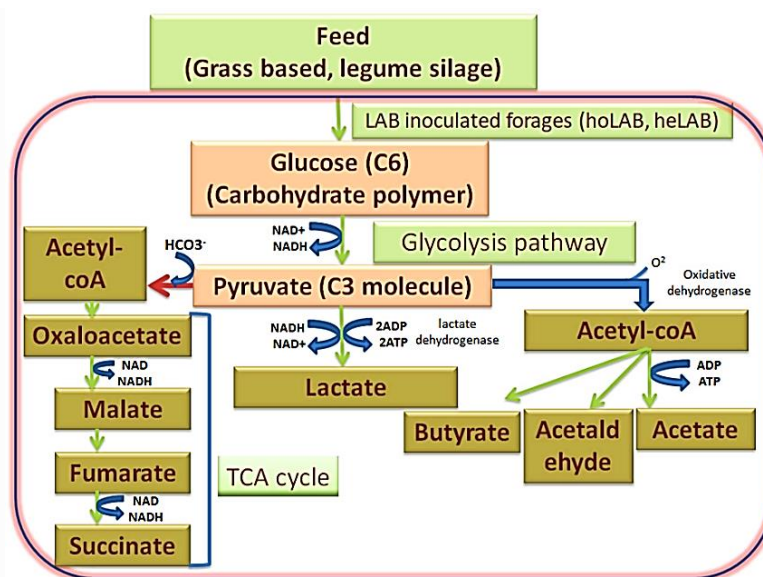 Feed
(Grass based, legume silage)
LAB inoculated forages (hoLAB, heLAB)
Glucose (C6)
(Carbohydrate polymer)
NAD+
NADH
Glycolysis pathway
Acetyl-
coA
HCO3-
Pyruvate (C3 molecule)
O2
Oxidative
dehydrogenase
Oxaloacetate
NADH
NAD+
2ADP
2ATP
lactate
dehydrogenase
Acetyl-coA
NAD
NADH
Lactate
ADP
ATP
Malate
Butyrate
Acetald
ehyde
Acetate
Fumarate
TCA cycle
NAD
NADH
Succinate